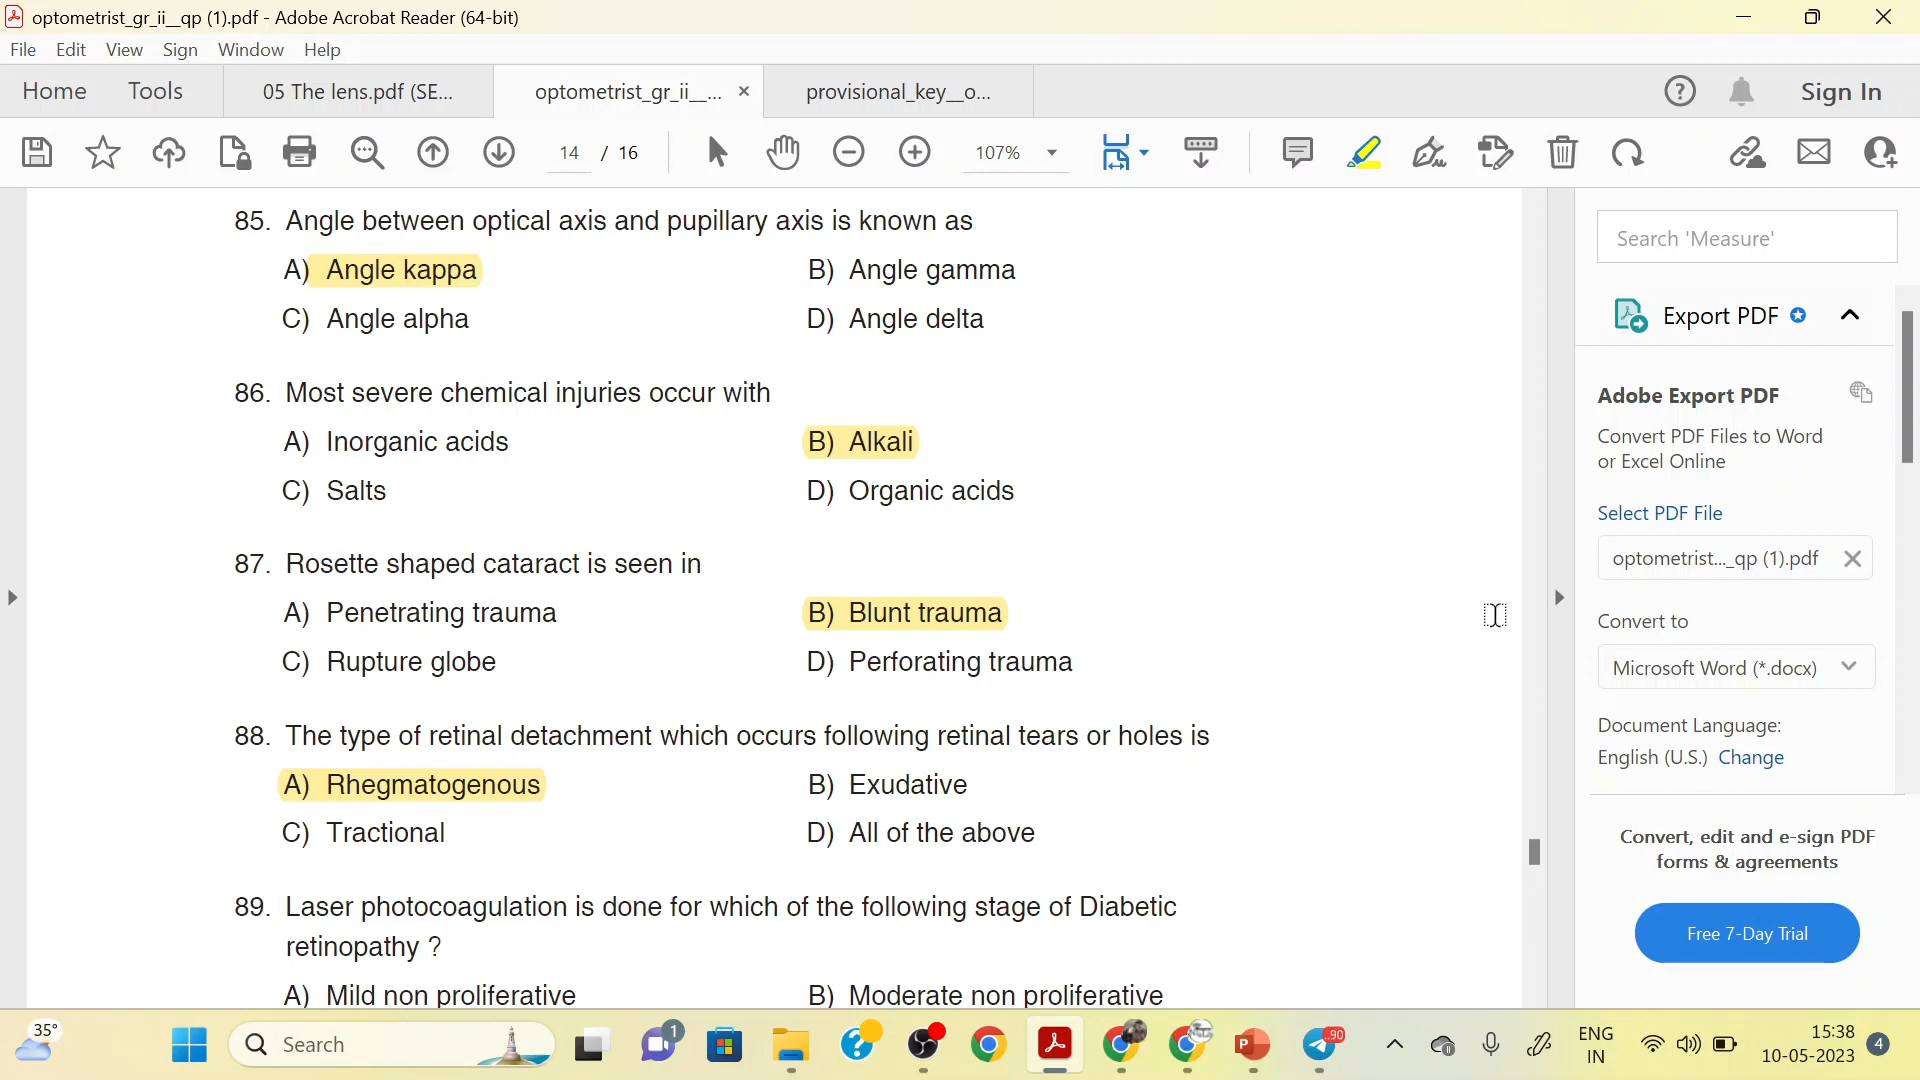 optometrist_gr_ii__qp (1).pdf - Adobe Acrobat Reader (64-bit)
File Edit View Sign Window Help
Home Tools 05 The lens.pdf (SE... optometrist_gr_ii__... × provisional_key__o... Sign In
14 / 16 107%
85. Angle between optical axis and pupillary axis is known as
A) Angle kappa B) Angle gamma
C) Angle alpha D) Angle delta
86. Most severe chemical injuries occur with
A) Inorganic acids B) Alkali
C) Salts D) Organic acids
87. Rosette shaped cataract is seen in
A) Penetrating trauma B) Blunt trauma
C) Rupture globe D) Perforating trauma
88. The type of retinal detachment which occurs following retinal tears or holes is
A) Rhegmatogenous B) Exudative
C) Tractional D) All of the above
89. Laser photocoagulation is done for which of the following stage of Diabetic
retinopathy ?
A) Mild non proliferative B) Moderate non proliferative
Search 'Measure'
Export PDF
Adobe Export PDF
Convert PDF Files to Word
or Excel Online
Select PDF File
optometrist..._qp (1).pdf
Convert to
Microsoft Word (*.docx)
Document Language:
English (U.S.) Change
Convert, edit and e-sign PDF
forms & agreements
Free 7-Day Trial
35° Search 1 90 ENG 15:38
IN 10-05-2023 4